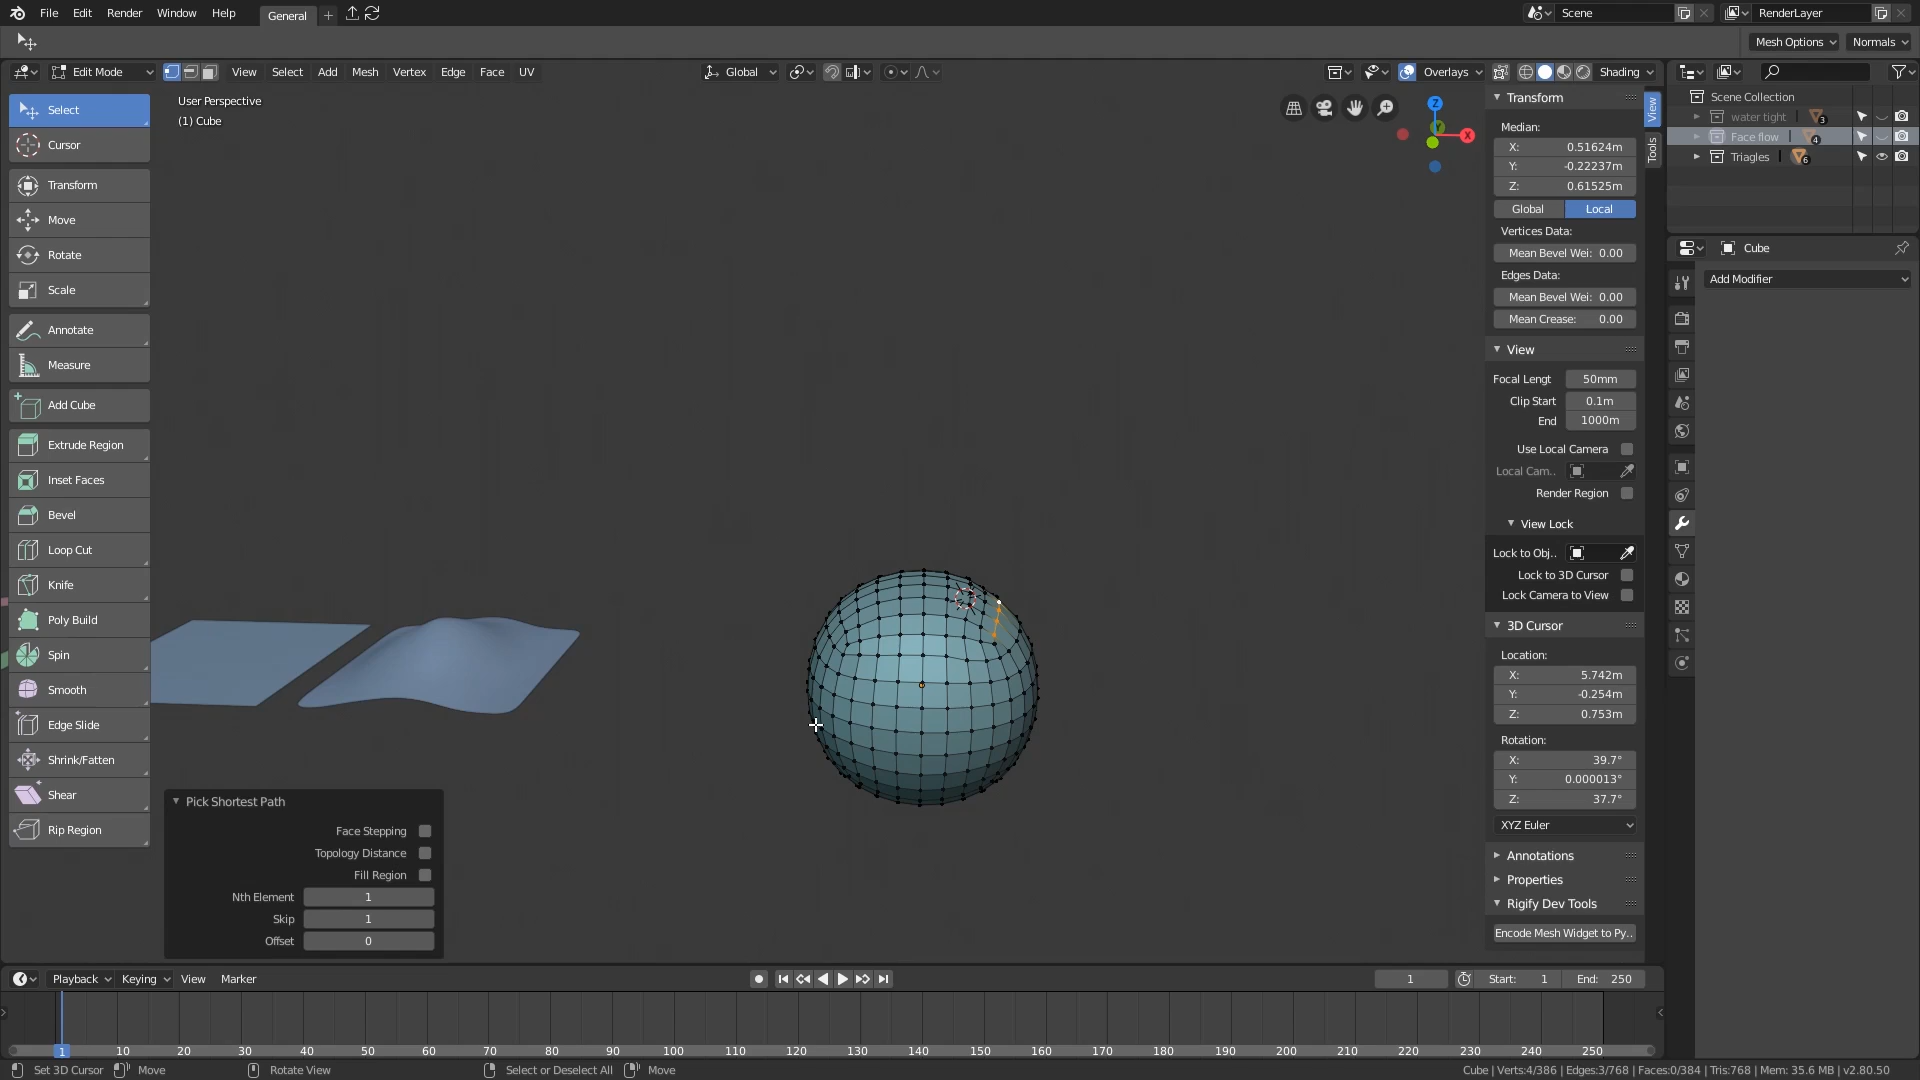 File Edit Render Window Help General Scene RenderLayer
Mesh Options Normals
Edit Mode View Select Add Mesh Vertex Edge Face UV Global Overlays Shading
User Perspective
(1) Cube
Select
Cursor
Transform
Move
Rotate
Scale
Annotate
Measure
Add Cube
Extrude Region
Inset Faces
Bevel
Loop Cut
Knife
Poly Build
Spin
Smooth
Edge Slide
Shrink/Fatten
Shear
Rip Region
Pick Shortest Path
Face Stepping
Topology Distance
Fill Region
Nth Element 1
Skip 1
Offset 0
Z
Y
X
Transform
Median:
X: 0.51624m
Y: -0.22237m
Z: 0.61525m
Global Local
Vertices Data:
Mean Bevel Wei: 0.00
Edges Data:
Mean Bevel Wei: 0.00
Mean Crease: 0.00
View
Focal Lengt 50mm
Clip Start 0.1m
End 1000m
Use Local Camera
Local Cam..
Render Region
View Lock
Lock to Obj..
Lock to 3D Cursor
Lock Camera to View
3D Cursor
Location:
X: 5.742m
Y: -0.254m
Z: 0.753m
Rotation:
X: 39.7°
Y: 0.000013°
Z: 37.7°
XYZ Euler
Annotations
Properties
Rigify Dev Tools
Encode Mesh Widget to Py..
View
Tools
Scene Collection
water tight 3
Face flow 4
Triagles 6
Cube
Add Modifier
Playback Keying View Marker 1 Start: 1 End: 250
1 10 20 30 40 50 60 70 80 90 100 110 120 130 140 150 160 170 180 190 200 210 220 230 240 250
Set 3D Cursor Move Rotate View Select or Deselect All Move Cube | Verts:4/386 | Edges:3/768 | Faces:0/384 | Tris:768 | Mem: 35.6 MB | v2.80.50